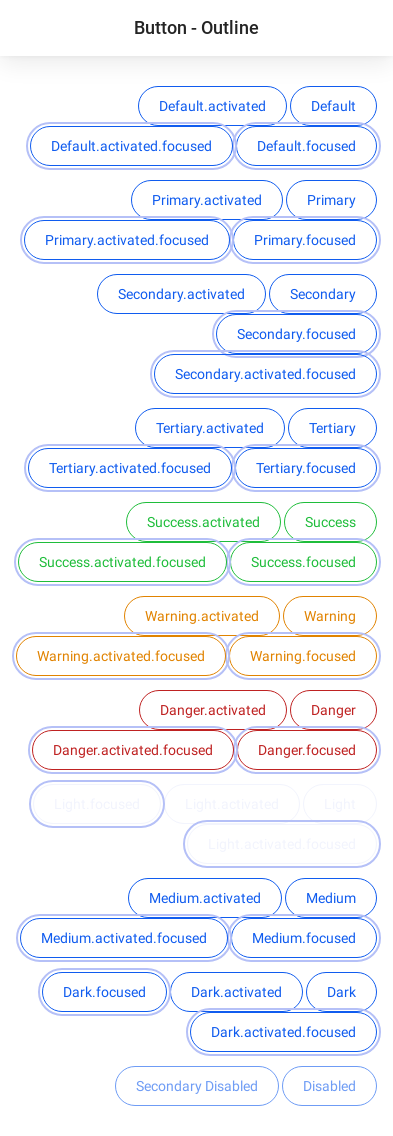 Button - Outline
Default.activated Default
Default.activated.focused Default.focused
Primary.activated Primary
Primary.activated.focused Primary.focused
Secondary.activated Secondary
Secondary.focused
Secondary.activated.focused
Tertiary.activated Tertiary
Tertiary.activated.focused Tertiary.focused
Success.activated Success
Success.activated.focused Success.focused
Warning.activated Warning
Warning.activated.focused Warning.focused
Danger.activated Danger
Danger.activated.focused Danger.focused
Light.focused Light.activated Light
Light.activated.focused
Medium.activated Medium
Medium.activated.focused Medium.focused
Dark.focused Dark.activated Dark
Dark.activated.focused
Secondary Disabled Disabled